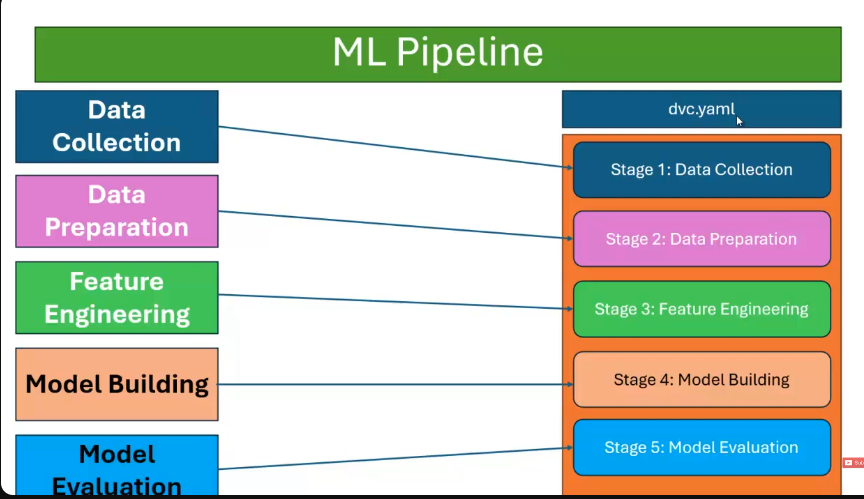 ML Pipeline
Data
Collection
dvc.yaml
Stage 1: Data Collection
Data
Preparation
Stage 2: Data Preparation
Feature
Engineering
Stage 3: Feature Engineering
Model Building
Stage 4: Model Building
Model
Evaluation
Stage 5: Model Evaluation